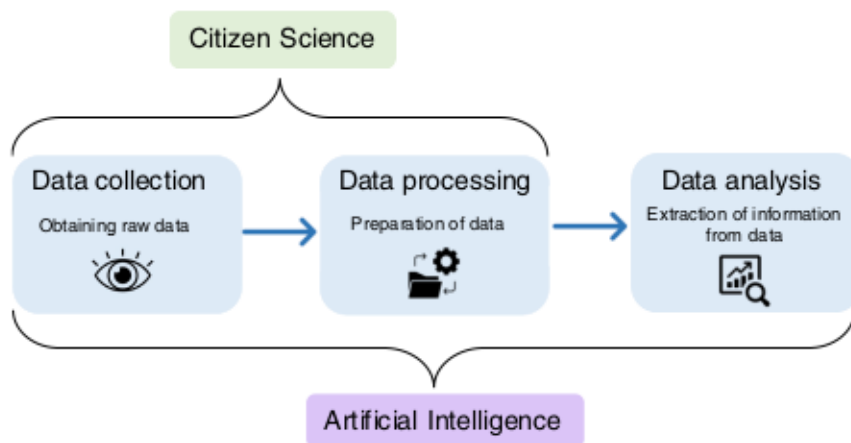 Citizen Science
Data collection
Obtaining raw data
Data processing
Preparation of data
Data analysis
Extraction of information
from data
Artificial Intelligence